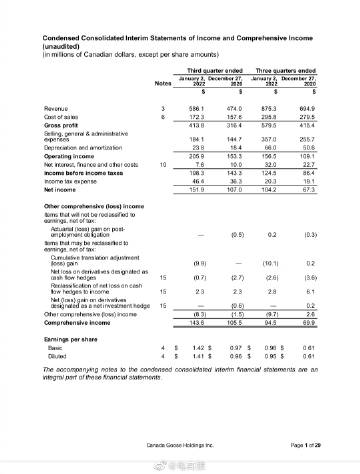 Condensed Consolidated Interim Statements of Income and Comprehensive Income
(unaudited)
(in millions of Canadian dollars, except per share amounts)
Third quarter ended Three quarters ended
Notes January 2, 2022 December 27, 2020 January 2, 2022 December 27, 2020
$ $ $ $
Revenue 3 586.1 474.0 875.3 694.9
Cost of sales 6 172.3 157.6 295.8 279.5
Gross profit 413.8 316.4 579.5 415.4
Selling, general & administrative
expenses 184.1 144.7 357.0 255.7
Depreciation and amortization 23.8 18.4 66.0 50.6
Operating income 205.9 153.3 156.5 109.1
Net interest, finance and other costs 10 7.6 10.0 32.0 22.7
Income before income taxes 198.3 143.3 124.5 86.4
Income tax expense 46.4 36.3 20.3 19.1
Net income 151.9 107.0 104.2 67.3
Other comprehensive (loss) income
Items that will not be reclassified to
earnings, net of tax:
Actuarial (loss) gain on post-
employment obligation — (0.5) 0.2 (0.3)
Items that may be reclassified to
earnings, net of tax:
Cumulative translation adjustment
(loss) gain (9.9) — (10.1) 0.2
Net loss on derivatives designated as
cash flow hedges 15 (0.7) (2.7) (2.6) (3.6)
Reclassification of net loss on cash
flow hedges to income 15 2.3 2.3 2.8 6.1
Net (loss) gain on derivatives
designated as a net investment hedge 15 — (0.6) — 0.2
Other comprehensive (loss) income (8.3) (1.5) (9.7) 2.6
Comprehensive income 143.6 105.5 94.5 69.9
Earnings per share
Basic 4 $ 1.42 $ 0.97 $ 0.96 $ 0.61
Diluted 4 $ 1.41 $ 0.96 $ 0.95 $ 0.61
The accompanying notes to the condensed consolidated interim financial statements are an
integral part of these financial statements.
Canada Goose Holdings Inc. Page 1 of 29